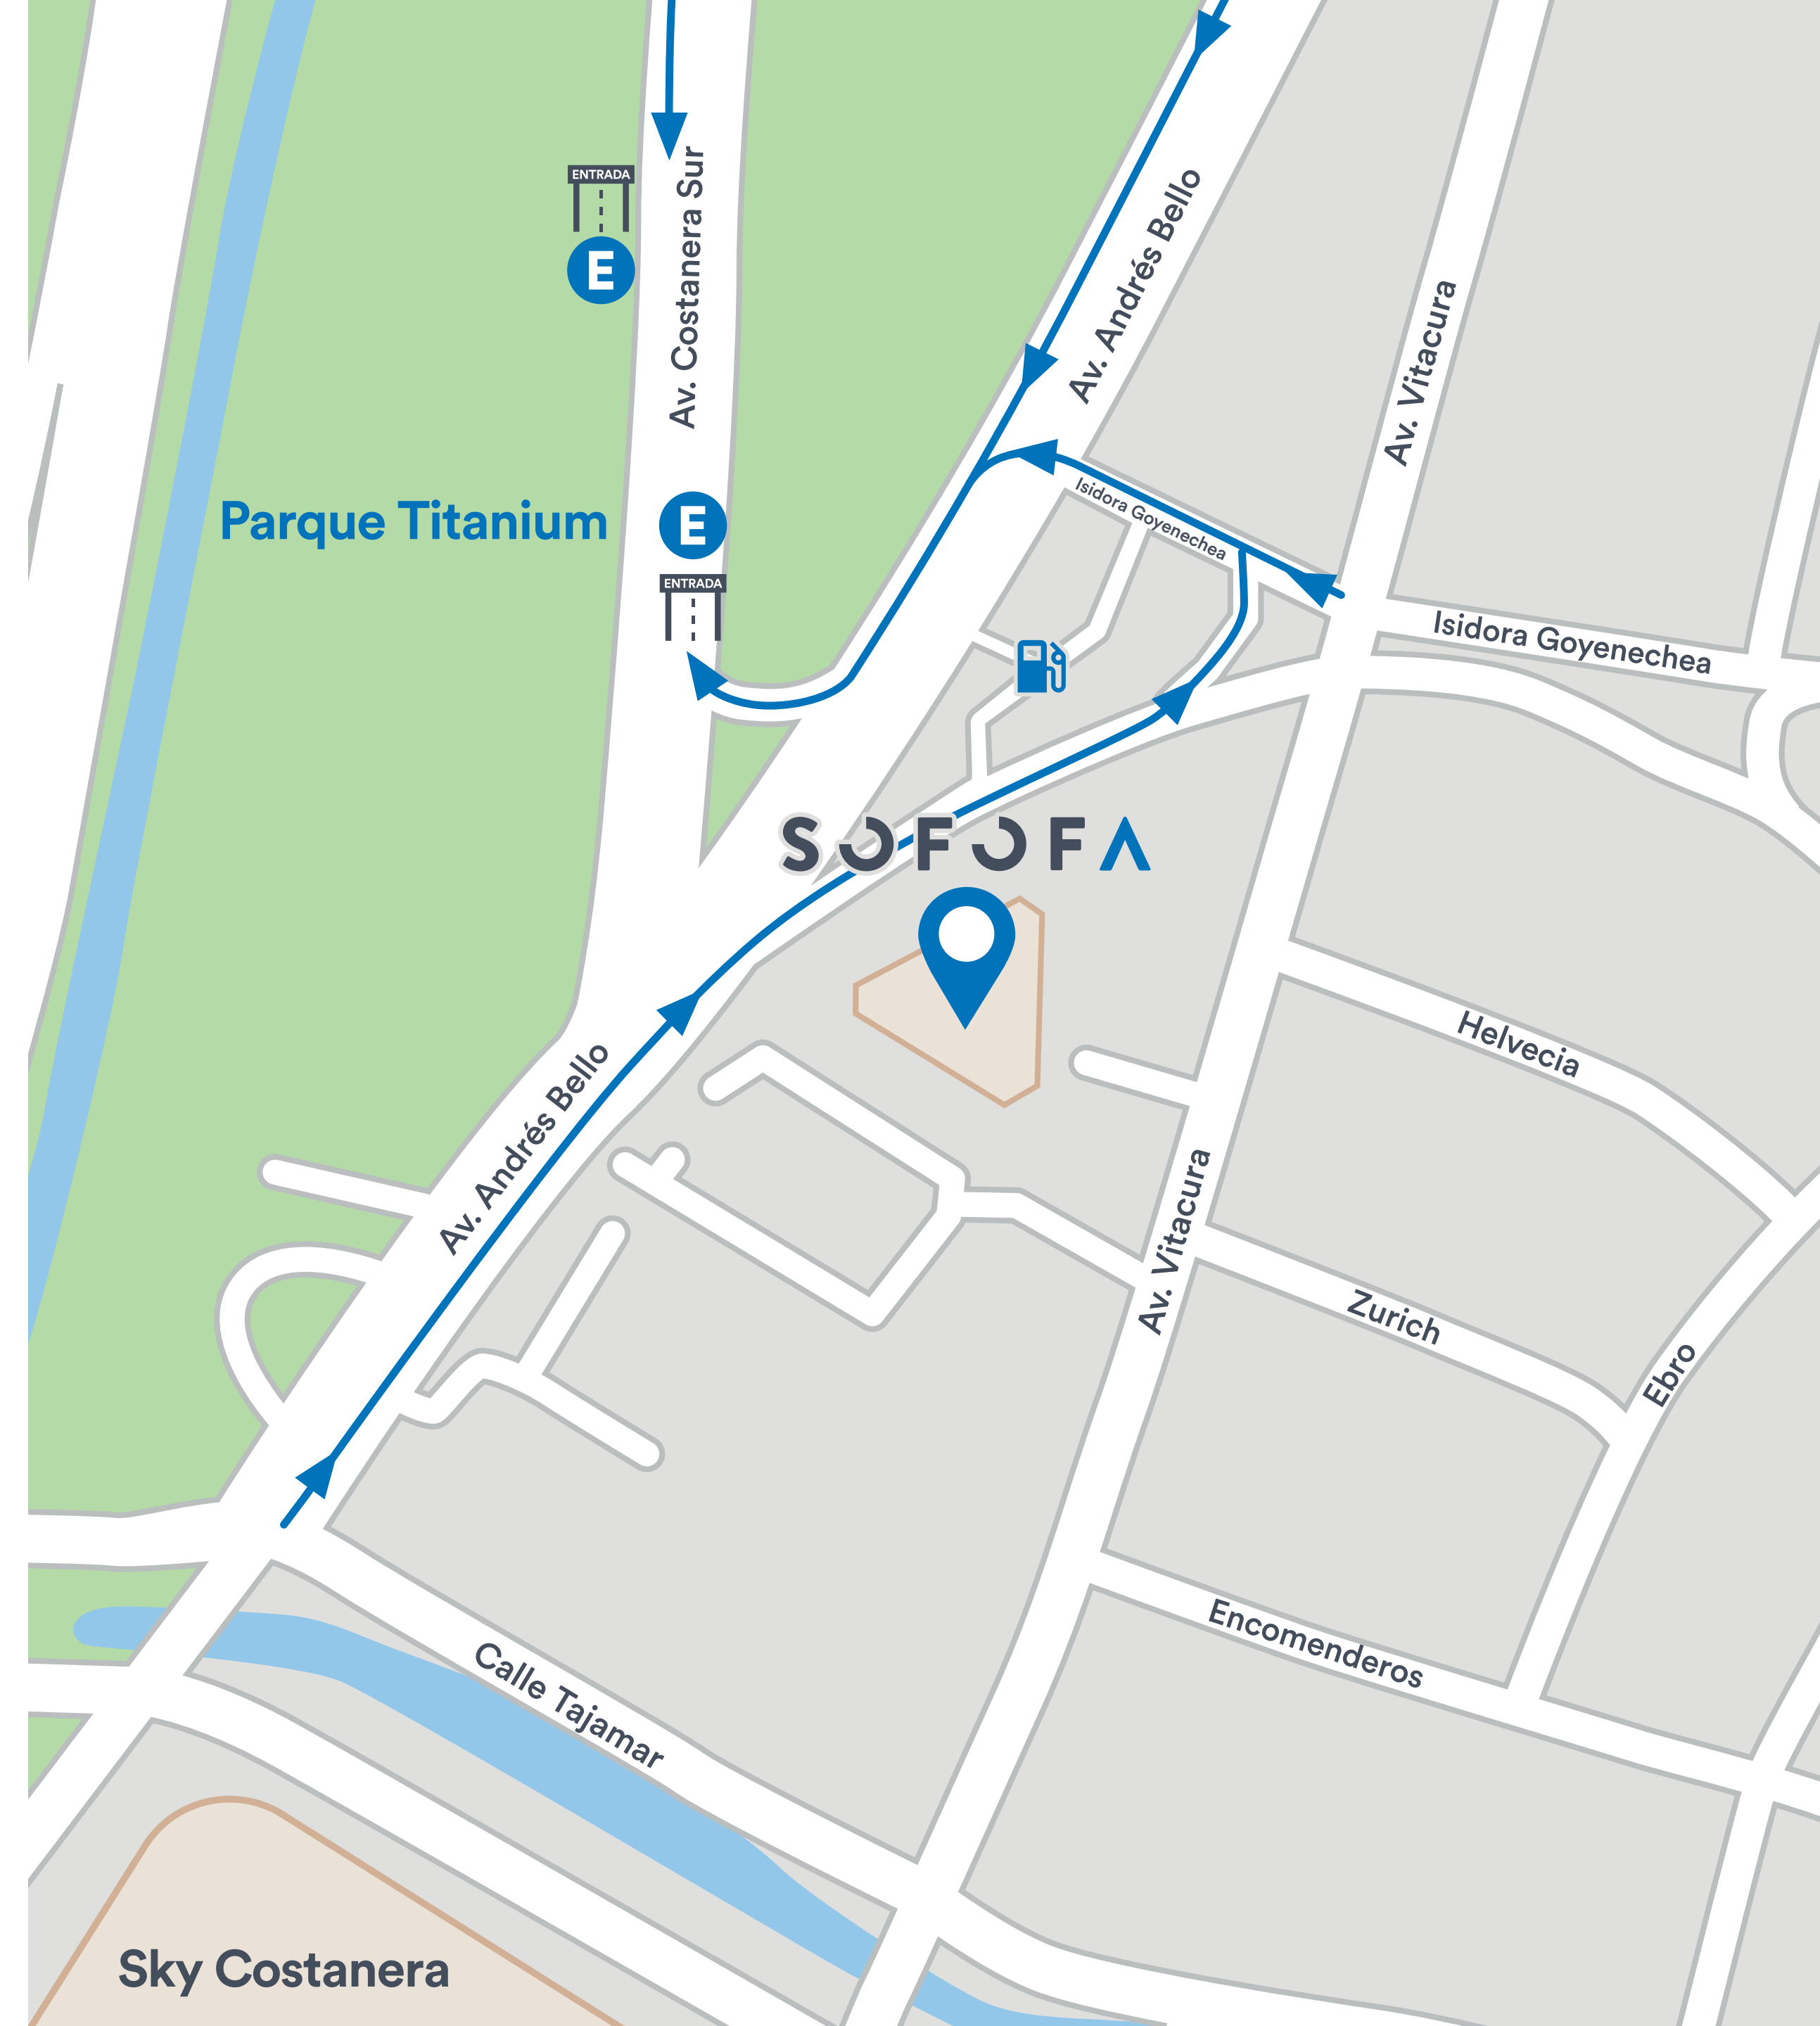 ENTRADA
E
Av. Costanera Sur
Av. Andrés Bello
Av. Vitacura
Parque Titanium
E
ENTRADA
Isidora Goyenechea
Isidora Goyenechea
SOFOFA
Helvecia
Av. Andrés Bello
Av. Vitacura
Zurich
Ebro
Encomenderos
Calle Tajamar
Sky Costanera